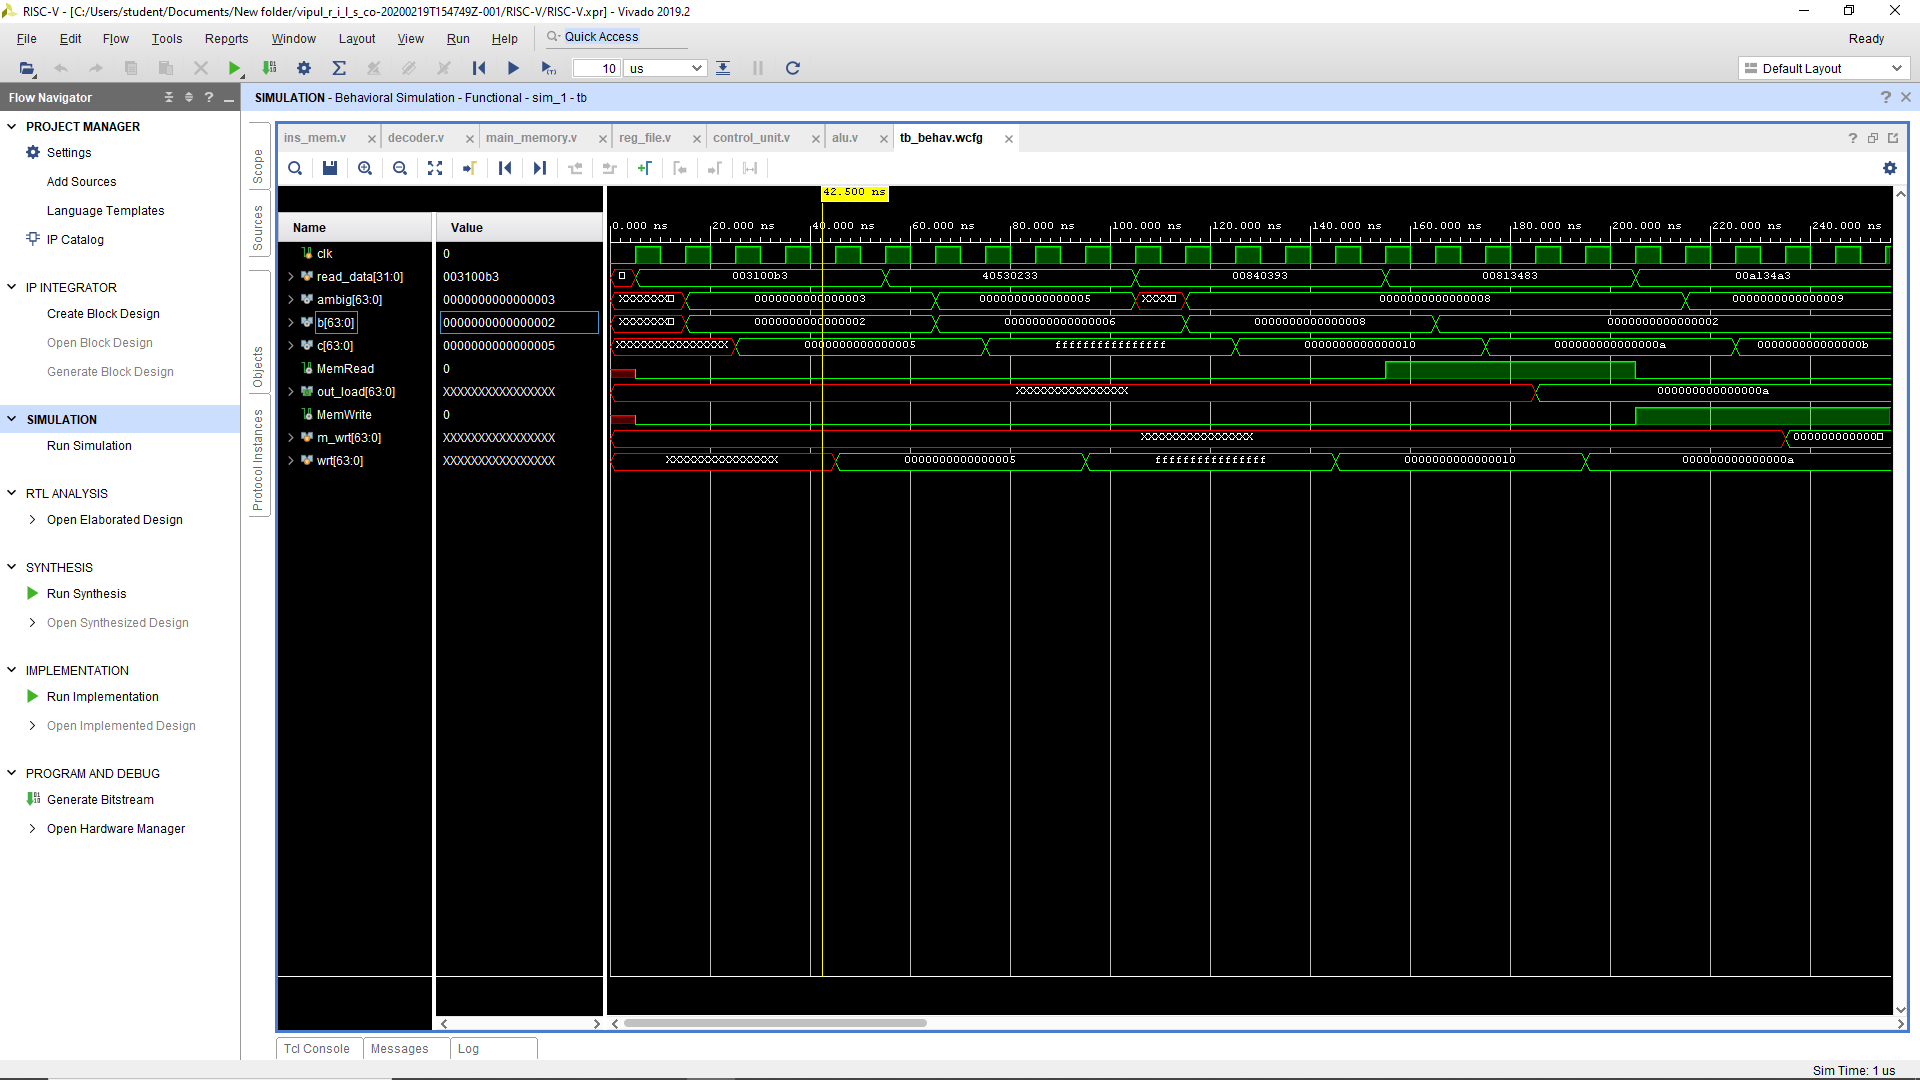 RISC-V - [C:/Users/student/Documents/New folder/vipul_r_i_l_s_co-20200219T154749Z-001/RISC-V/RISC-V.xpr] - Vivado 2019.2
File Edit Flow Tools Reports Window Layout View Run Help Quick Access Ready
10 us Default Layout
Flow Navigator
SIMULATION - Behavioral Simulation - Functional - sim_1 - tb
PROJECT MANAGER
Settings
Add Sources
Language Templates
IP Catalog
IP INTEGRATOR
Create Block Design
Open Block Design
Generate Block Design
SIMULATION
Run Simulation
RTL ANALYSIS
Open Elaborated Design
SYNTHESIS
Run Synthesis
Open Synthesized Design
IMPLEMENTATION
Run Implementation
Open Implemented Design
PROGRAM AND DEBUG
Generate Bitstream
Open Hardware Manager
Scope
Sources
Objects
Protocol Instances
ins_mem.v decoder.v main_memory.v reg_file.v control_unit.v alu.v tb_behav.wcfg
42.500 ns
Name Value
0.000 ns 20.000 ns 40.000 ns 60.000 ns 80.000 ns 100.000 ns 120.000 ns 140.000 ns 160.000 ns 180.000 ns 200.000 ns 220.000 ns 240.000 ns
clk 0
read_data[31:0] 003100b3 003100b3 40530233 00840393 00813483 00a134a3
ambig[63:0] 0000000000000003 XXXXXXX 0000000000000003 0000000000000005 XXXX 0000000000000008 0000000000000009
b[63:0] 0000000000000002 XXXXXXX 0000000000000002 0000000000000006 0000000000000008 0000000000000002
c[63:0] 0000000000000005 XXXXXXXXXXXXXXXX 0000000000000005 ffffffffffffffff 0000000000000010 000000000000000a 000000000000000b
MemRead 0
out_load[63:0] XXXXXXXXXXXXXXXX XXXXXXXXXXXXXXXX 000000000000000a
MemWrite 0
m_wrt[63:0] XXXXXXXXXXXXXXXX XXXXXXXXXXXXXXXX 000000000000
wrt[63:0] XXXXXXXXXXXXXXXX XXXXXXXXXXXXXXXX 0000000000000005 ffffffffffffffff 0000000000000010 000000000000000a
Tcl Console Messages Log
Sim Time: 1 us